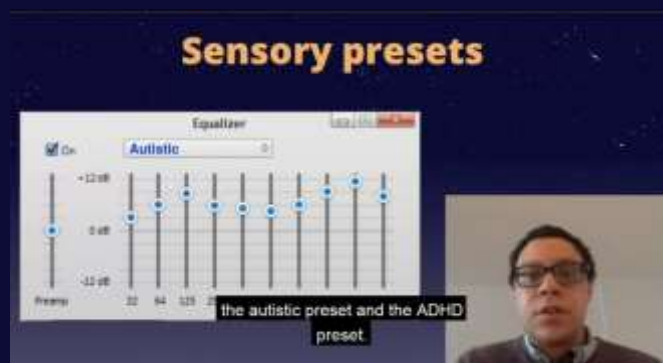 Sensory presets
Equalizer
On
Autistic
+12 dB
0 dB
-12 dB
Preamp
32 64 125
the autistic preset and the ADHD
preset.